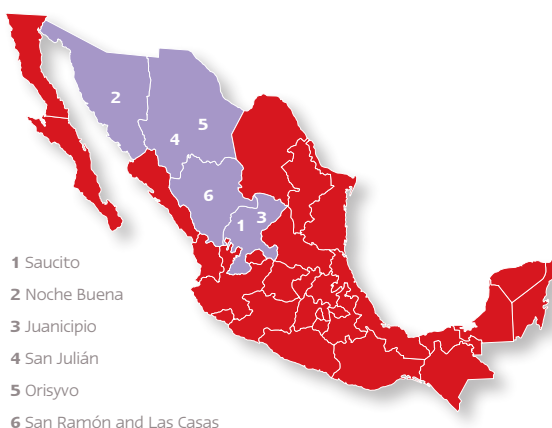 2
5
4
6
3
1
1 Saucito
2 Noche Buena
3 Juanicipio
4 San Julián
5 Orisyvo
6 San Ramón and Las Casas